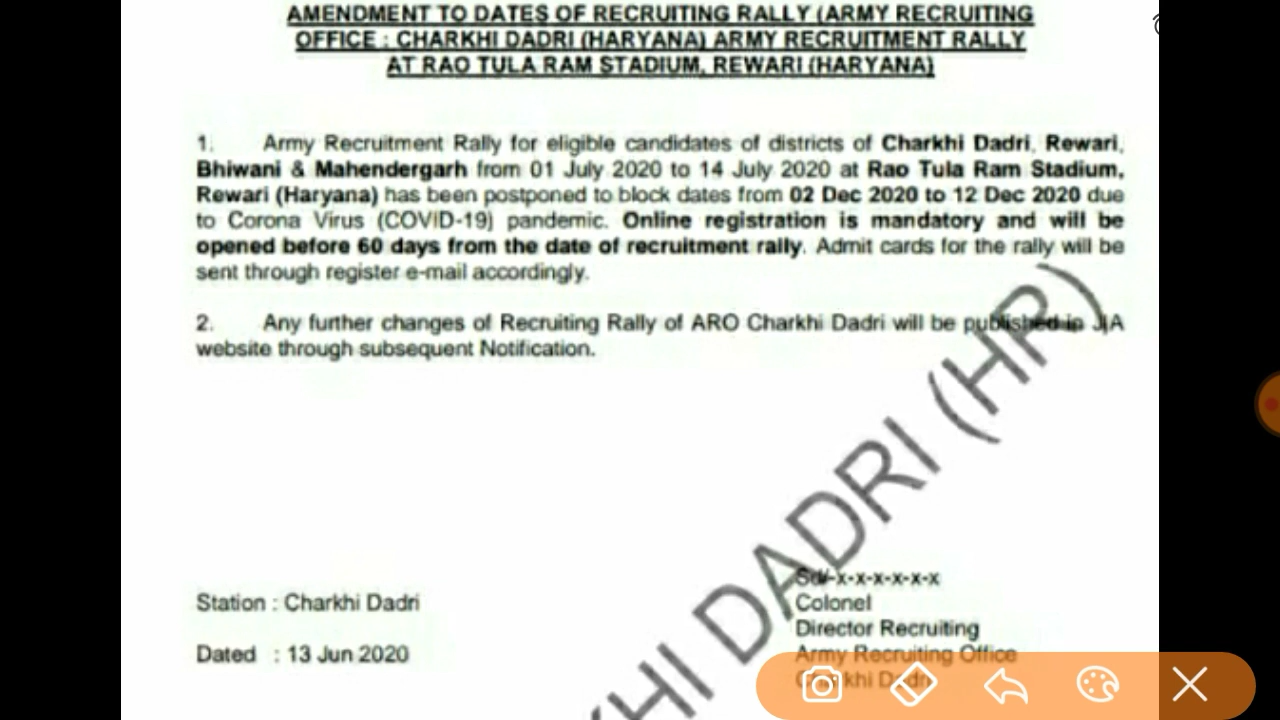 AMENDMENT TO DATES OF RECRUITING RALLY (ARMY RECRUITING
OFFICE : CHARKHI DADRI (HARYANA) ARMY RECRUITMENT RALLY
AT RAO TULA RAM STADIUM, REWARI (HARYANA)
1. Army Recruitment Rally for eligible candidates of districts of Charkhi Dadri, Rewari,
Bhiwani & Mahendergarh from 01 July 2020 to 14 July 2020 at Rao Tula Ram Stadium,
Rewari (Haryana) has been postponed to block dates from 02 Dec 2020 to 12 Dec 2020 due
to Corona Virus (COVID-19) pandemic. Online registration is mandatory and will be
opened before 60 days from the date of recruitment rally. Admit cards for the rally will be
sent through register e-mail accordingly.
2. Any further changes of Recruiting Rally of ARO Charkhi Dadri will be published in JIA
website through subsequent Notification.
Sd/-x-x-x-x-x-x
Station : Charkhi Dadri
Colonel
Director Recruiting
Dated : 13 Jun 2020
Army Recruiting Office
Charkhi Dadri
KHI DADRI (HR)